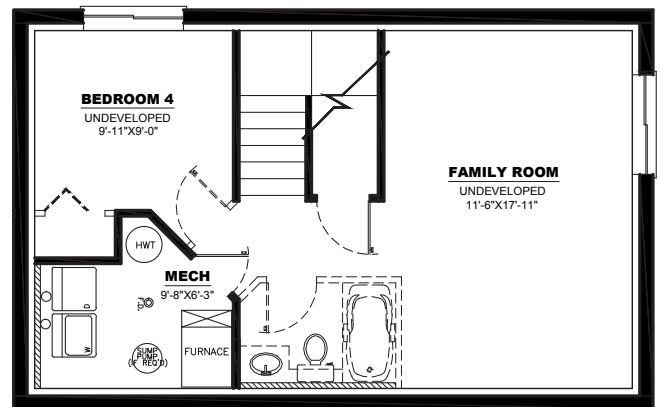 BEDROOM 4
UNDEVELOPED
9'-11"X9'-0"
FAMILY ROOM
UNDEVELOPED
11'-6"X17'-11"
HWT
MECH
9'-8"X6'-3"
F.D.
D
W
SUMP
PUMP
(IF REQ'D)
FURNACE